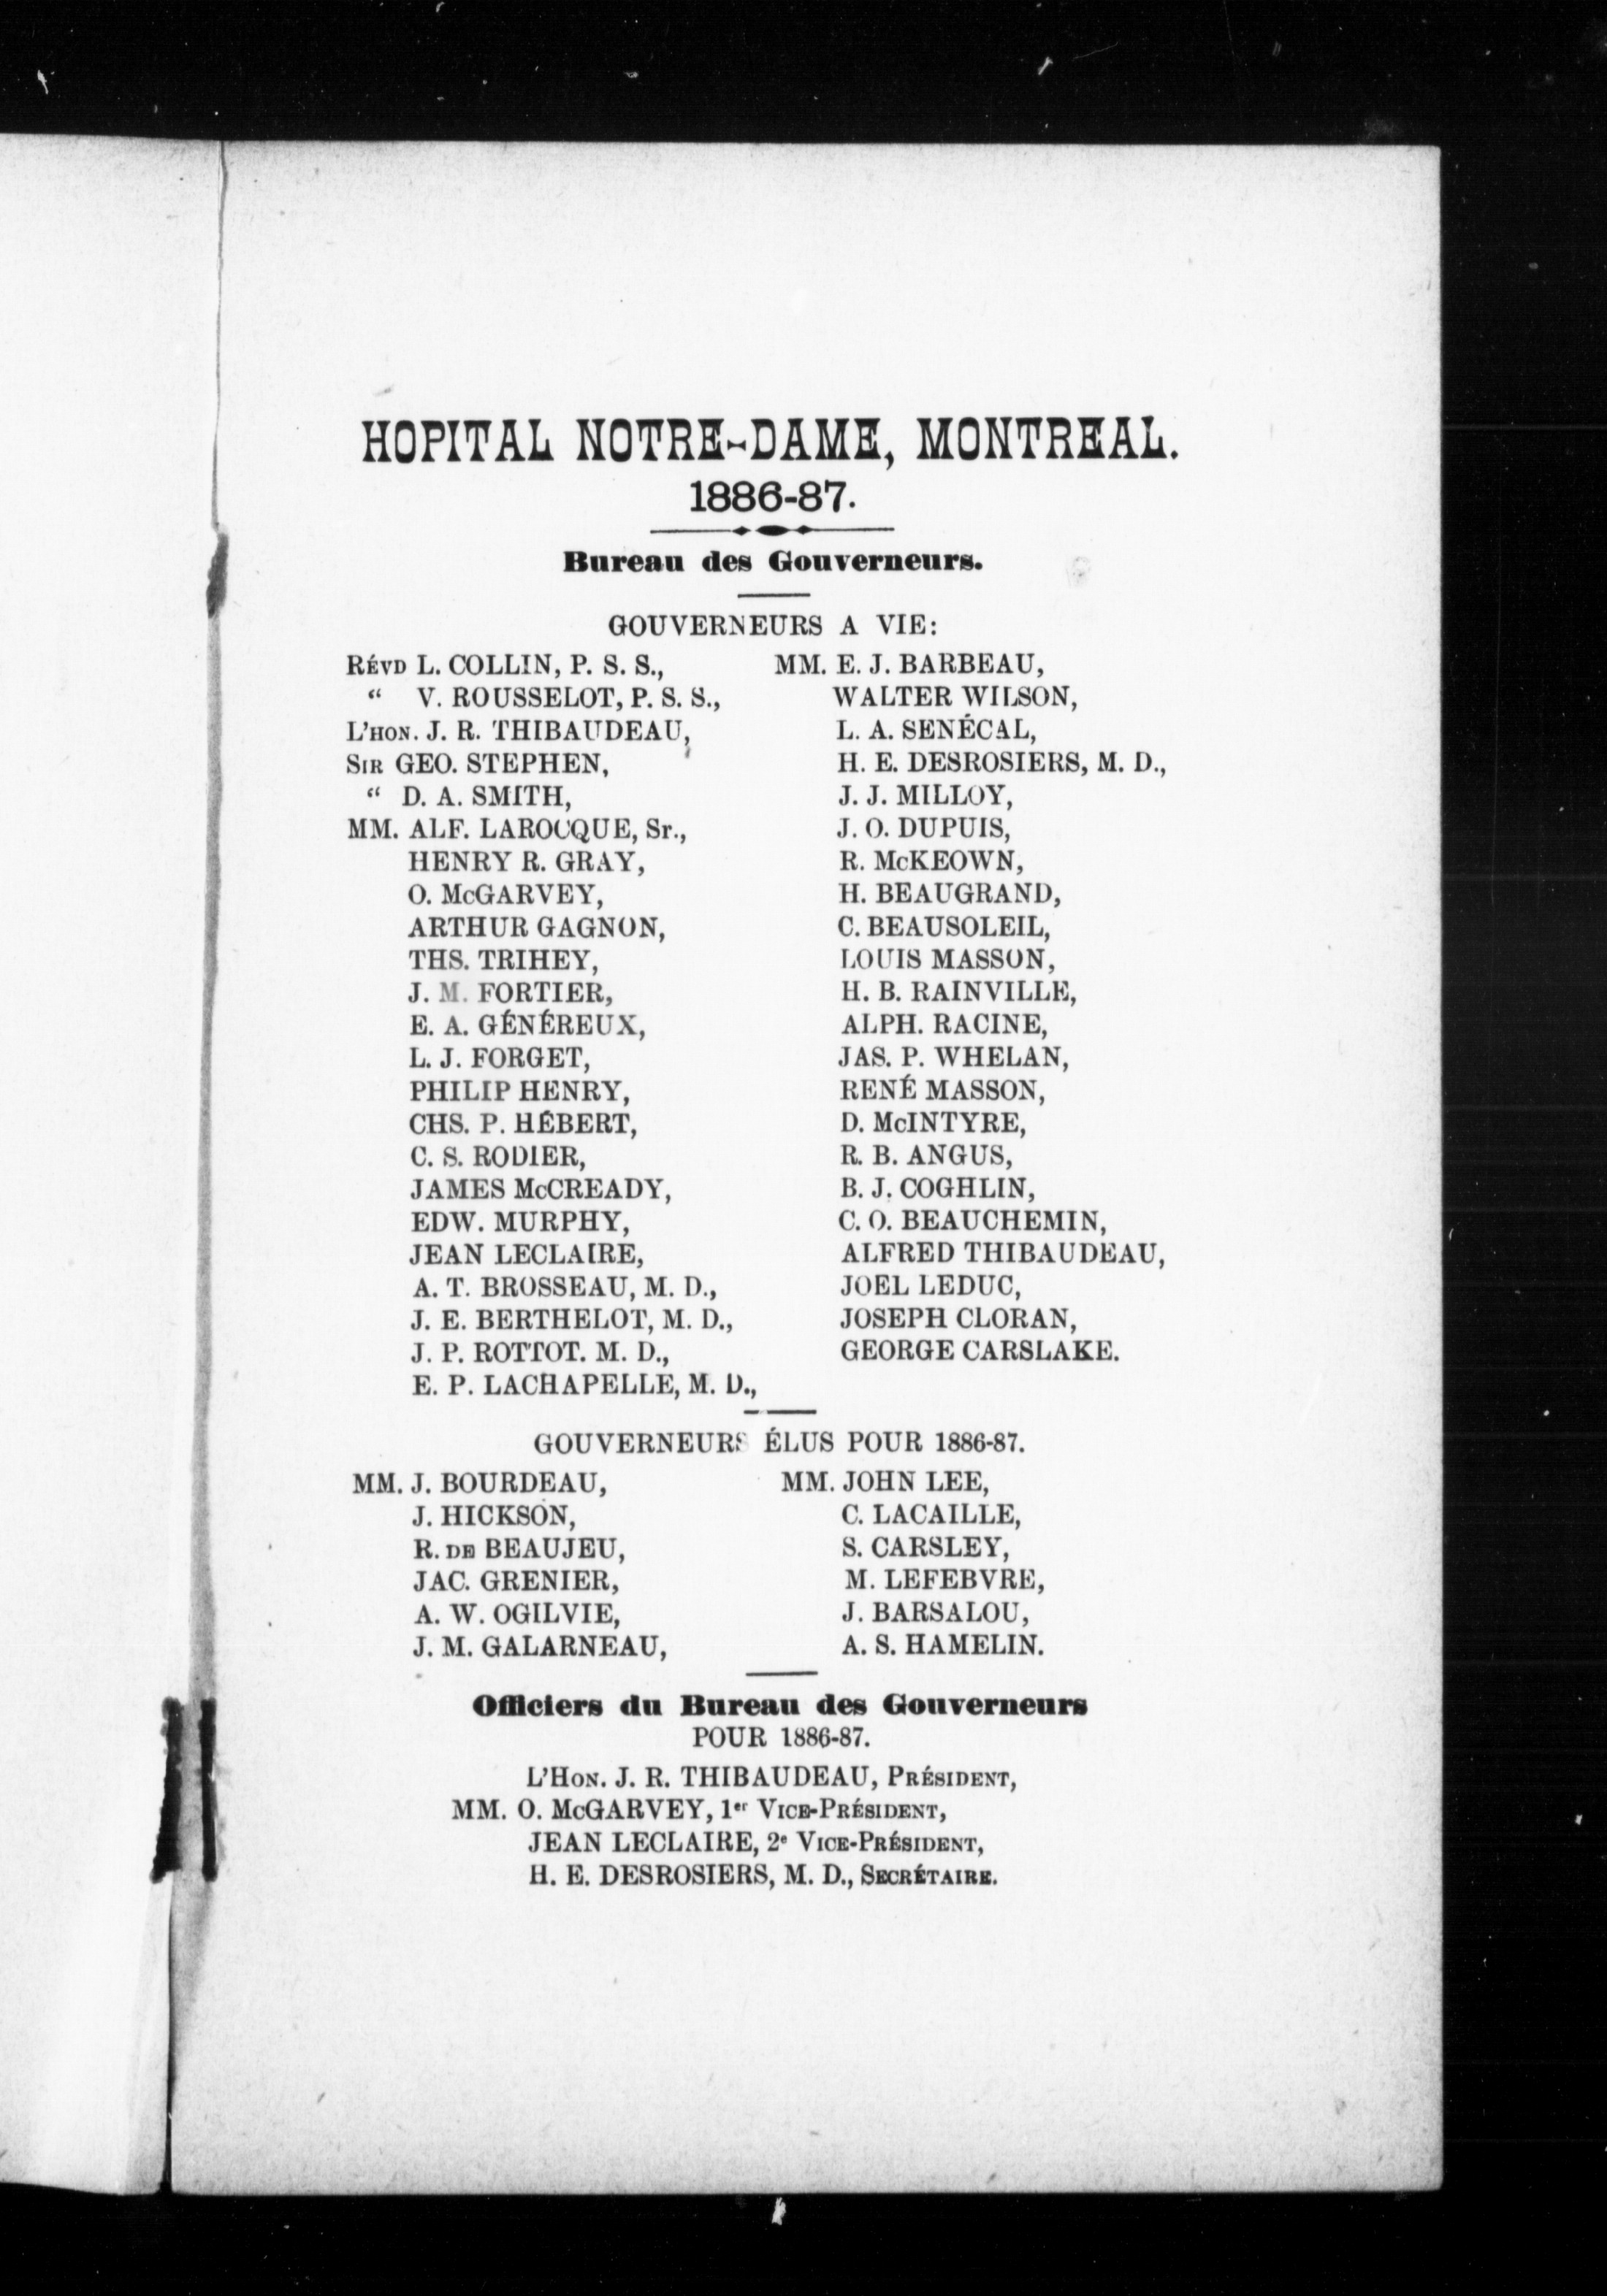 HOPITAL NOTRE-DAME, MONTREAL.
1886-87.
Bureau des Gouverneurs.
GOUVERNEURS A VIE:
RÉVD L. COLLIN, P. S. S.,
“ V. ROUSSELOT, P. S. S.,
L'HON. J. R. THIBAUDEAU,
SIR GEO. STEPHEN,
“ D. A. SMITH,
MM. ALF. LAROCQUE, Sr.,
HENRY R. GRAY,
O. McGARVEY,
ARTHUR GAGNON,
THS. TRIHEY,
J. M. FORTIER,
E. A. GÉNÉREUX,
L. J. FORGET,
PHILIP HENRY,
CHS. P. HÉBERT,
C. S. RODIER,
JAMES McCREADY,
EDW. MURPHY,
JEAN LECLAIRE,
A. T. BROSSEAU, M. D.,
J. E. BERTHELOT, M. D.,
J. P. ROTTOT. M. D.,
E. P. LACHAPELLE, M. D.,
MM. E. J. BARBEAU,
WALTER WILSON,
L. A. SENÉCAL,
H. E. DESROSIERS, M. D.,
J. J. MILLOY,
J. O. DUPUIS,
R. McKEOWN,
H. BEAUGRAND,
C. BEAUSOLEIL,
LOUIS MASSON,
H. B. RAINVILLE,
ALPH. RACINE,
JAS. P. WHELAN,
RENÉ MASSON,
D. McINTYRE,
R. B. ANGUS,
B. J. COGHLIN,
C. O. BEAUCHEMIN,
ALFRED THIBAUDEAU,
JOEL LEDUC,
JOSEPH CLORAN,
GEORGE CARSLAKE.
GOUVERNEURS ÉLUS POUR 1886-87.
MM. J. BOURDEAU,
J. HICKSON,
R. DE BEAUJEU,
JAC. GRENIER,
A. W. OGILVIE,
J. M. GALARNEAU,
MM. JOHN LEE,
C. LACAILLE,
S. CARSLEY,
M. LEFEBVRE,
J. BARSALOU,
A. S. HAMELIN.
Officiers du Bureau des Gouverneurs
POUR 1886-87.
L'HON. J. R. THIBAUDEAU, PRÉSIDENT,
MM. O. McGARVEY, 1er VICE-PRÉSIDENT,
JEAN LECLAIRE, 2e VICE-PRÉSIDENT,
H. E. DESROSIERS, M. D., SECRÉTAIRE.